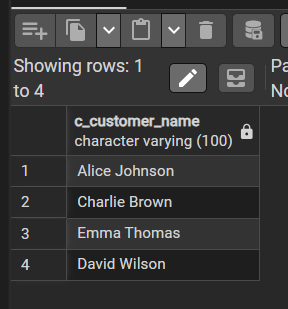 Showing rows: 1
to 4
Pa
No
c_customer_name
character varying (100)
1 Alice Johnson
2 Charlie Brown
3 Emma Thomas
4 David Wilson